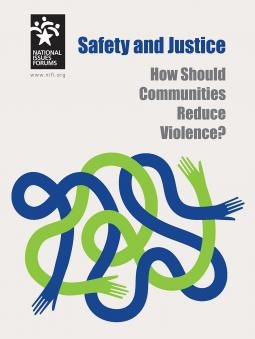 NATIONAL
ISSUES
FORUMS
www.nifi.org
Safety and Justice
How Should
Communities
Reduce
Violence?